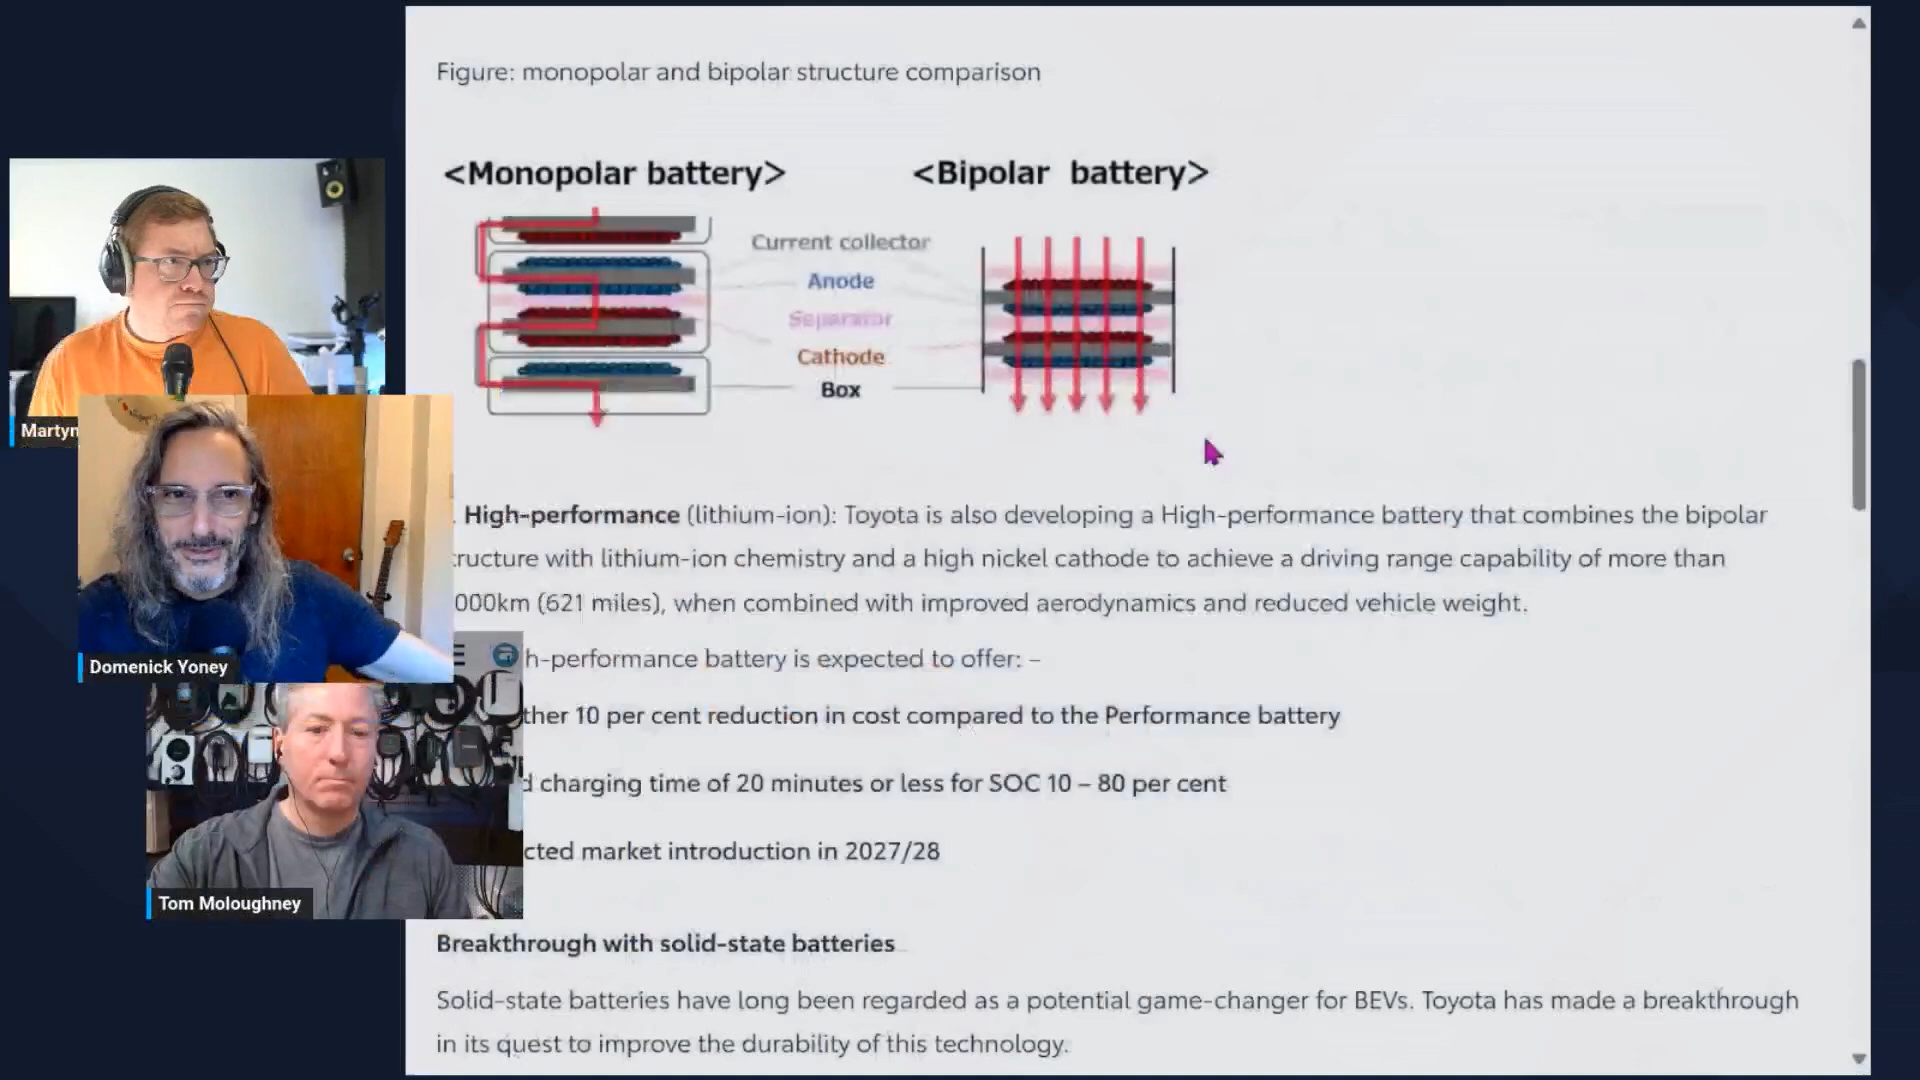 Figure: monopolar and bipolar structure comparison
<Monopolar battery>
<Bipolar battery>
Current collector
Anode
Separator
Cathode
Box
High-performance (lithium-ion): Toyota is also developing a High-performance battery that combines the bipolar
ructure with lithium-ion chemistry and a high nickel cathode to achieve a driving range capability of more than
000km (621 miles), when combined with improved aerodynamics and reduced vehicle weight.
h-performance battery is expected to offer: –
ther 10 per cent reduction in cost compared to the Performance battery
d charging time of 20 minutes or less for SOC 10 – 80 per cent
cted market introduction in 2027/28
Breakthrough with solid-state batteries
Solid-state batteries have long been regarded as a potential game-changer for BEVs. Toyota has made a breakthrough
in its quest to improve the durability of this technology.
Martyn
Domenick Yoney
Tom Moloughney